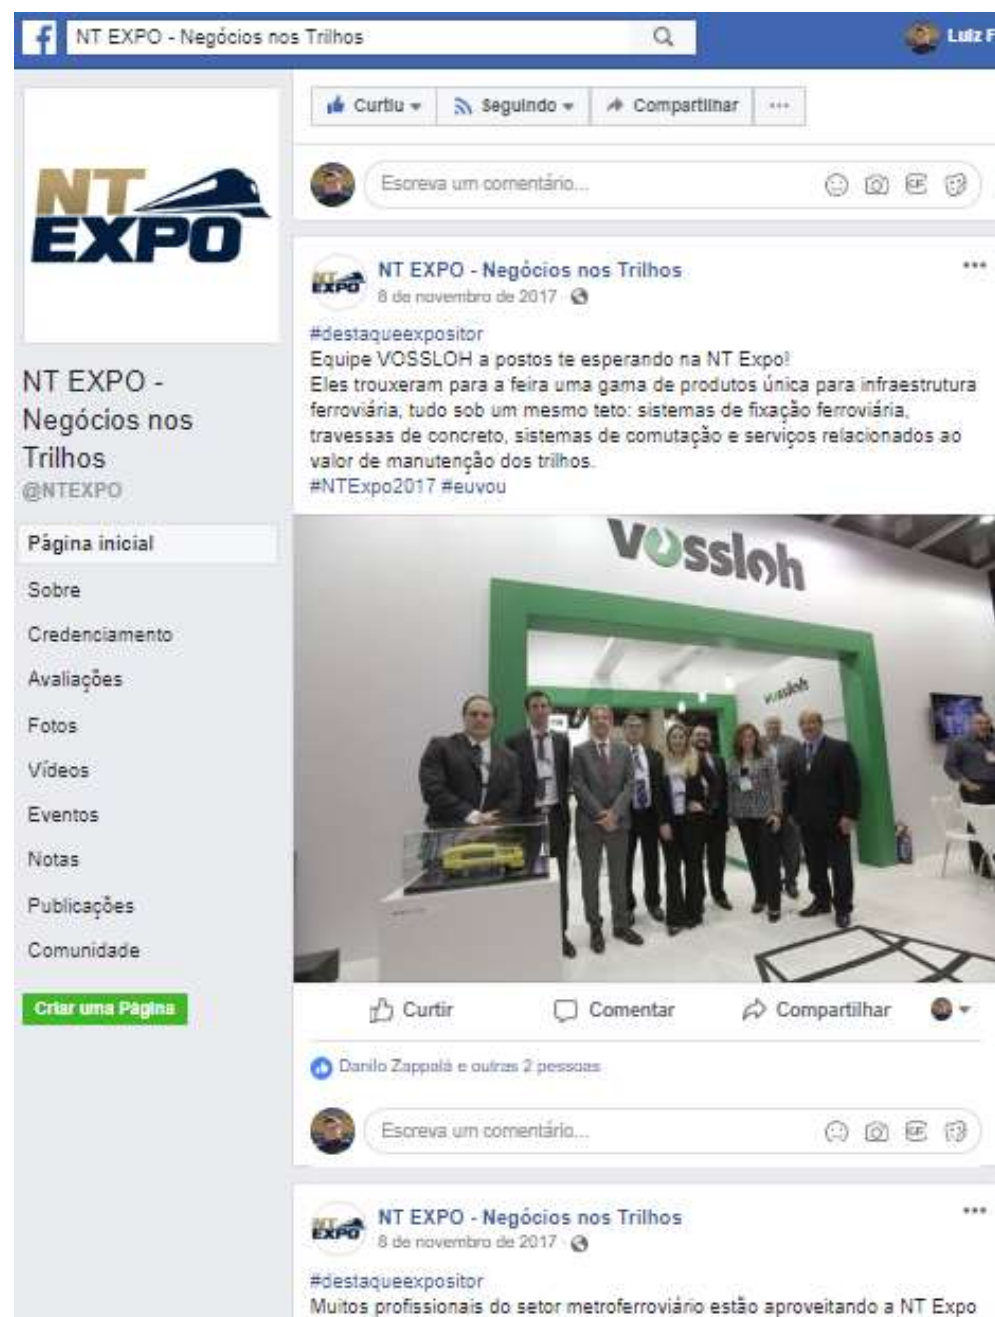 NT EXPO - Negócios nos Trilhos
Luiz F
NT
EXPO
NT EXPO -
Negócios nos
Trilhos
@NTEXPO
Página inicial
Sobre
Credenciamento
Avaliações
Fotos
Vídeos
Eventos
Notas
Publicações
Comunidade
Criar uma Página
Curtiu
Seguindo
Compartilhar
Escreva um comentário...
GIF
NT EXPO
NT EXPO - Negócios nos Trilhos
8 de novembro de 2017
#destaqueexpositor
Equipe VOSSLOH a postos te esperando na NT Expo!
Eles trouxeram para a feira uma gama de produtos única para infraestrutura
ferroviária, tudo sob um mesmo teto: sistemas de fixação ferroviária,
travessas de concreto, sistemas de comutação e serviços relacionados ao
valor de manutenção dos trilhos.
#NTExpo2017 #euvou
vossloh
vossloh
Curtir
Comentar
Compartilhar
Danilo Zappalá e outras 2 pessoas
Escreva um comentário...
GIF
NT EXPO
NT EXPO - Negócios nos Trilhos
8 de novembro de 2017
#destaqueexpositor
Muitos profissionais do setor metroferroviário estão aproveitando a NT Expo